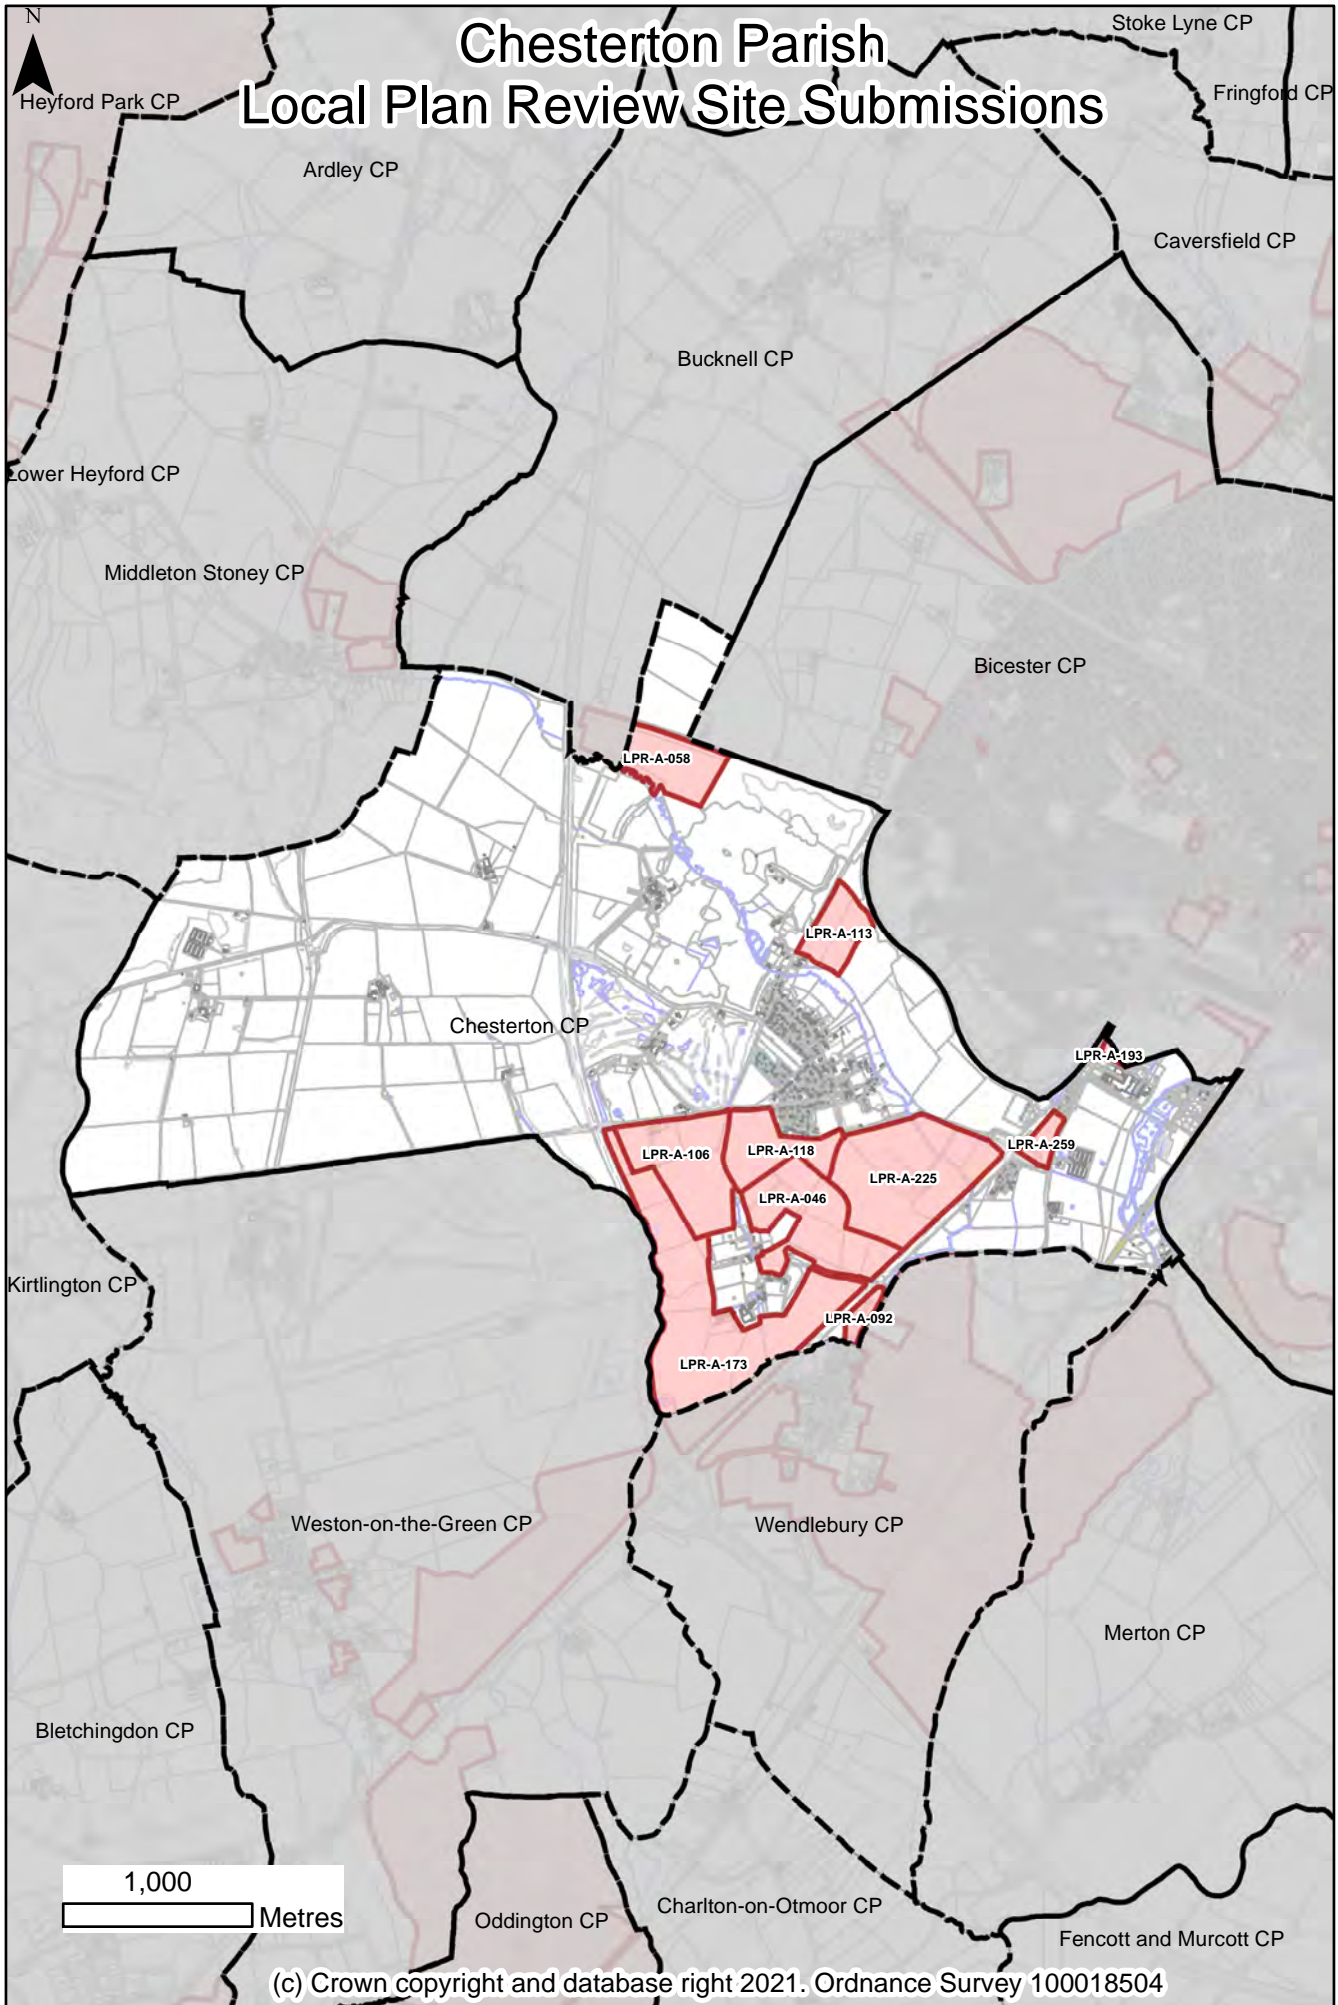 N
Chesterton Parish
Local Plan Review Site Submissions
Stoke Lyne CP
Fringford CP
Heyford Park CP
Ardley CP
Caversfield CP
Bucknell CP
Lower Heyford CP
Middleton Stoney CP
Bicester CP
LPR-A-058
LPR-A-113
Chesterton CP
LPR-A-193
LPR-A-259
LPR-A-106
LPR-A-118
LPR-A-225
LPR-A-046
Kirtlington CP
LPR-A-092
LPR-A-173
Weston-on-the-Green CP
Wendlebury CP
Merton CP
Bletchingdon CP
1,000
Metres
Oddington CP
Charlton-on-Otmoor CP
Fencott and Murcott CP
(c) Crown copyright and database right 2021. Ordnance Survey 100018504